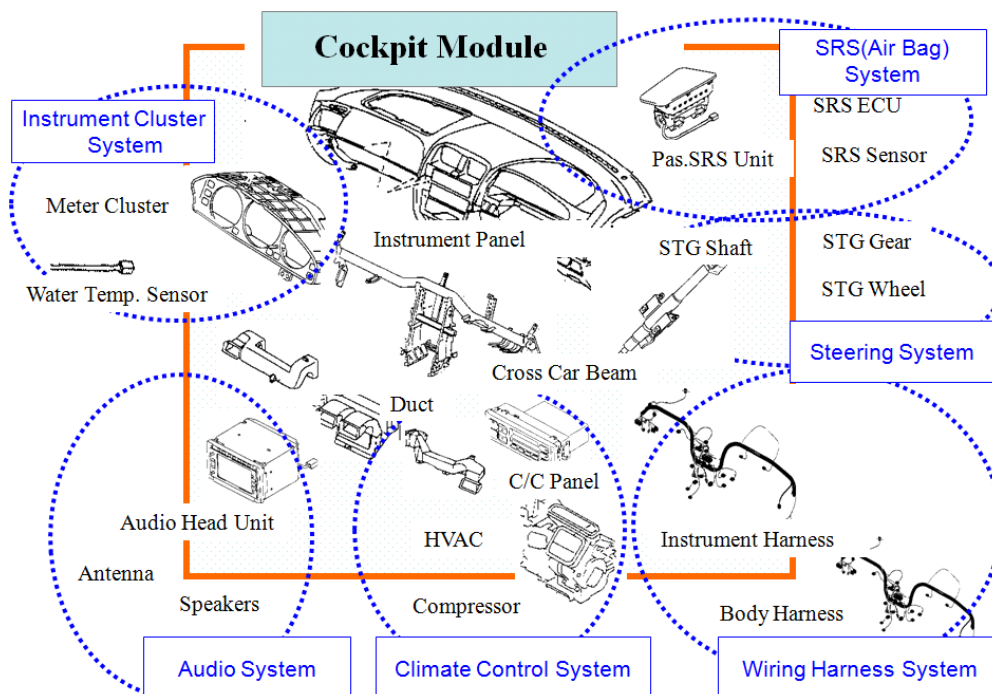 Cockpit Module
SRS(Air Bag)
System
SRS ECU
Instrument Cluster
System
Pas.SRS Unit
SRS Sensor
Meter Cluster
Instrument Panel
STG Shaft
STG Gear
Water Temp. Sensor
STG Wheel
Steering System
Cross Car Beam
Duct
C/C Panel
Audio Head Unit
HVAC
Instrument Harness
Antenna
Speakers
Compressor
Body Harness
Audio System
Climate Control System
Wiring Harness System